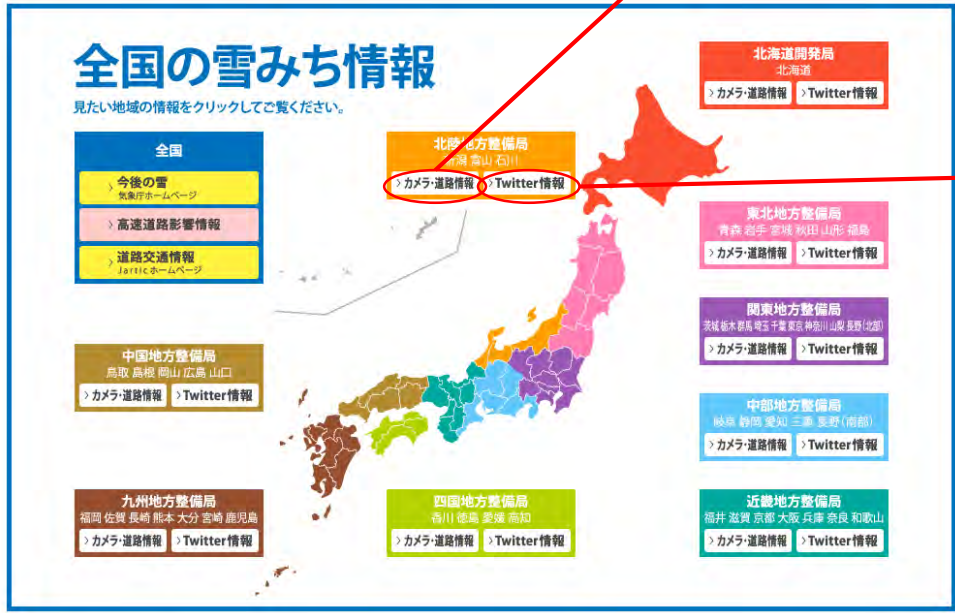 全国の雪みち情報
見たい地域の情報をクリックしてご覧ください。
全国
>今後の雪
気象庁ホームページ
>高速道路影響情報
>道路交通情報
Jarticホームページ
北陸地方整備局
新潟 富山 石川
>カメラ・道路情報 >Twitter情報
北海道開発局
北海道
>カメラ・道路情報 >Twitter情報
東北地方整備局
青森 岩手 宮城 秋田 山形 福島
>カメラ・道路情報 >Twitter情報
関東地方整備局
茨城 栃木 群馬 埼玉 千葉 東京 神奈川 山梨 長野(北部)
>カメラ・道路情報 >Twitter情報
中国地方整備局
鳥取 島根 岡山 広島 山口
>カメラ・道路情報 >Twitter情報
中部地方整備局
岐阜 静岡 愛知 三重 長野(南部)
>カメラ・道路情報 >Twitter情報
九州地方整備局
福岡 佐賀 長崎 熊本 大分 宮崎 鹿児島
>カメラ・道路情報 >Twitter情報
四国地方整備局
香川 徳島 愛媛 高知
>カメラ・道路情報 >Twitter情報
近畿地方整備局
福井 滋賀 京都 大阪 兵庫 奈良 和歌山
>カメラ・道路情報 >Twitter情報